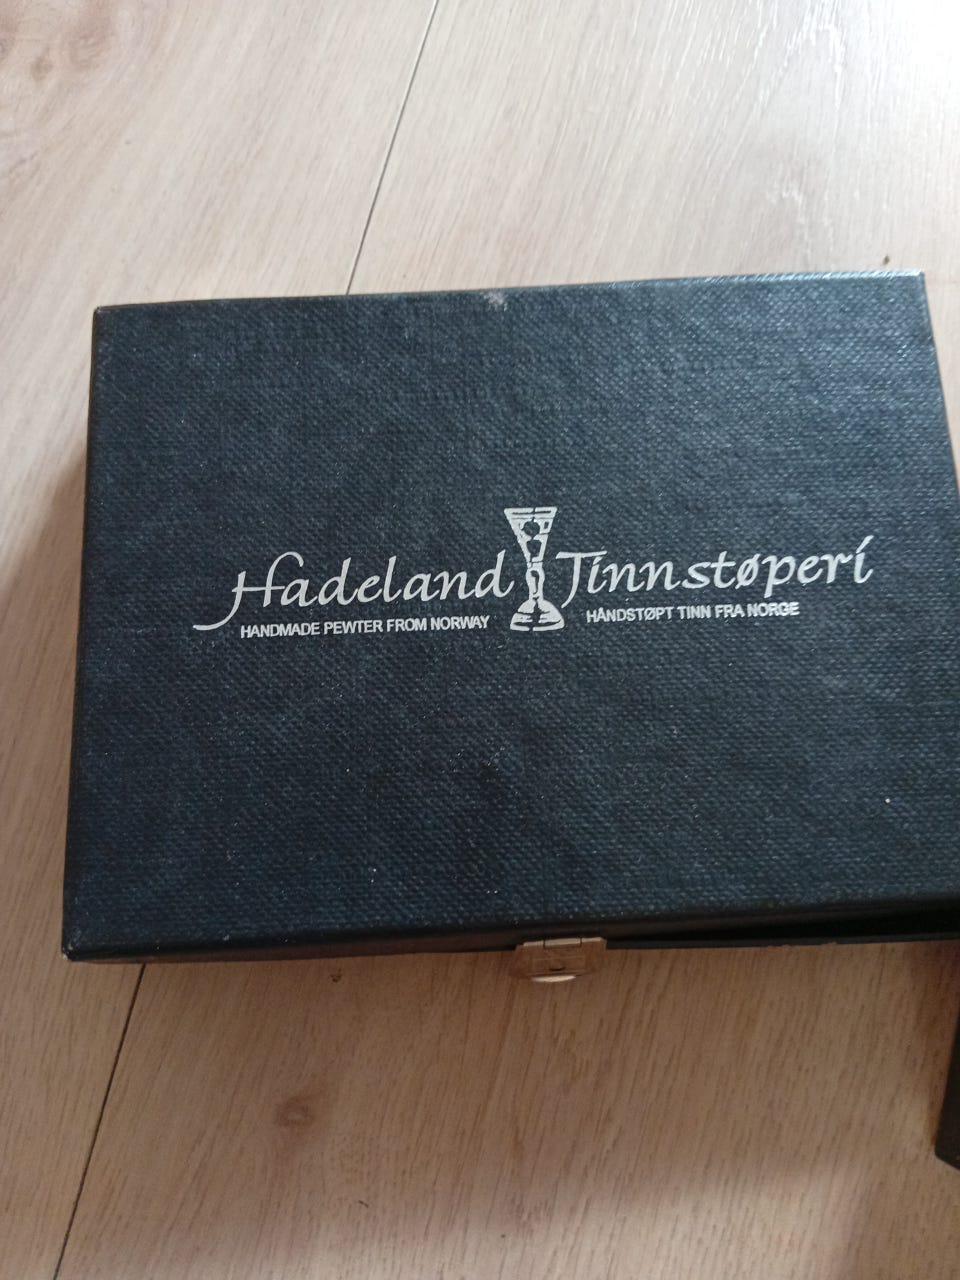 Hadeland Tinnstøperi
HANDMADE PEWTER FROM NORWAY HÅNDSTØPT TINN FRA NORGE